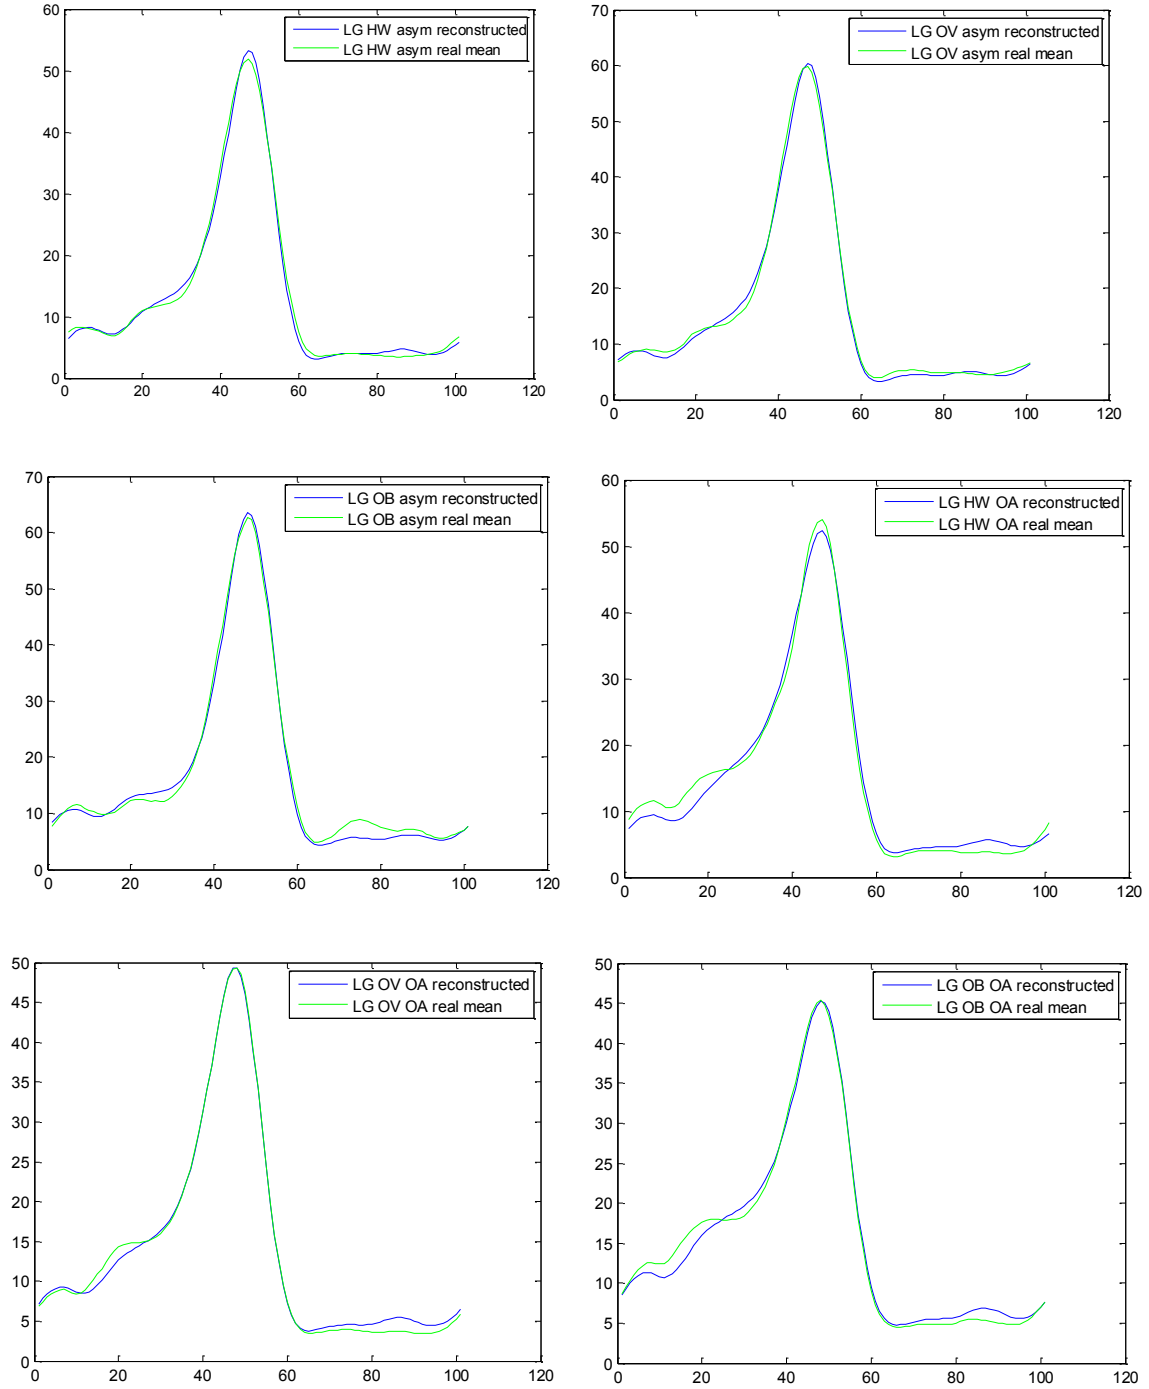 LG HW asym reconstructed
LG HW asym real mean
60
50
40
30
20
10
0
0 20 40 60 80 100 120
LG OV asym reconstructed
LG OV asym real mean
70
60
50
40
30
20
10
0
0 20 40 60 80 100 120
LG OB asym reconstructed
LG OB asym real mean
70
60
50
40
30
20
10
0
0 20 40 60 80 100 120
LG HW OA reconstructed
LG HW OA real mean
60
50
40
30
20
10
0
0 20 40 60 80 100 120
LG OV OA reconstructed
LG OV OA real mean
50
45
40
35
30
25
20
15
10
5
0
0 20 40 60 80 100 120
LG OB OA reconstructed
LG OB OA real mean
50
45
40
35
30
25
20
15
10
5
0
0 20 40 60 80 100 120